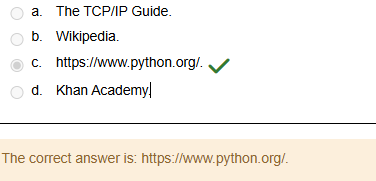 a. The TCP/IP Guide.
b. Wikipedia.
c. https://www.python.org/.
d. Khan Academy
The correct answer is: https://www.python.org/.